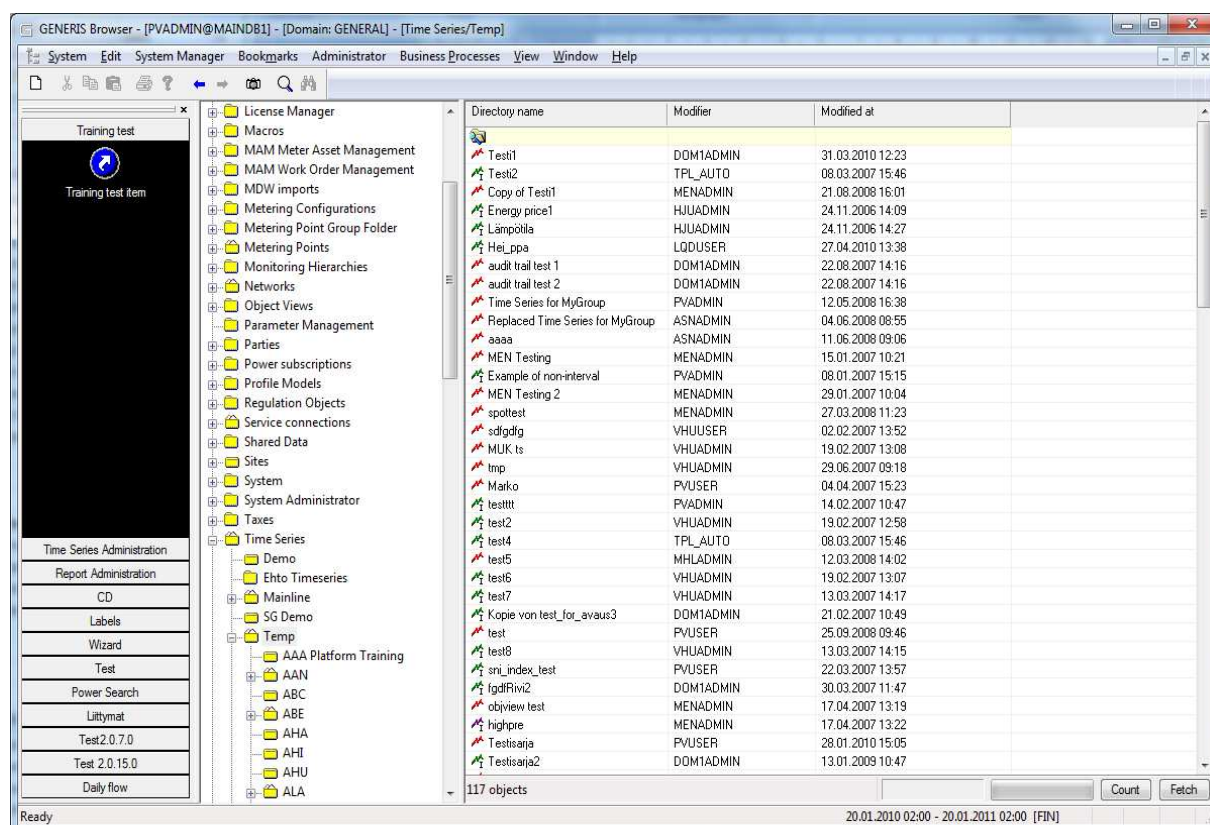 GENERIS Browser - [PVADMIN@MAINDB1] - [Domain: GENERAL] - [Time Series/Temp]
System Edit System Manager Bookmarks Administrator Business Processes View Window Help
Training test
Training test item
Time Series Administration
Report Administration
CD
Labels
Wizard
Test
Power Search
Liittymat
Test2.0.7.0
Test 2.0.15.0
Daily flow
License Manager
Macros
MAM Meter Asset Management
MAM Work Order Management
MDW imports
Metering Configurations
Metering Point Group Folder
Metering Points
Monitoring Hierarchies
Networks
Object Views
Parameter Management
Parties
Power subscriptions
Profile Models
Regulation Objects
Service connections
Shared Data
Sites
System
System Administrator
Taxes
Time Series
Demo
Ehto Timeseries
Mainline
SG Demo
Temp
AAA Platform Training
AAN
ABC
ABE
AHA
AHI
AHU
ALA
Directory name Modifier Modified at
Testi1 DOM1ADMIN 31.03.2010 12:23
Testi2 TPL_AUTO 08.03.2007 15:46
Copy of Testi1 MENADMIN 21.08.2008 16:01
Energy price1 HJUADMIN 24.11.2006 14:09
Lämpötila HJUADMIN 24.11.2006 14:27
Hei_ppa LQDUSER 27.04.2010 13:38
audit trail test 1 DOM1ADMIN 22.08.2007 14:16
audit trail test 2 DOM1ADMIN 22.08.2007 14:16
Time Series for MyGroup PVADMIN 12.05.2008 16:38
Replaced Time Series for MyGroup ASNADMIN 04.06.2008 08:55
aaaa ASNADMIN 11.06.2008 09:06
MEN Testing MENADMIN 15.01.2007 10:21
Example of non-interval PVADMIN 08.01.2007 15:15
MEN Testing 2 MENADMIN 29.01.2007 10:04
spottest MENADMIN 27.03.2008 11:23
sdfgdfg VHUUSER 02.02.2007 13:52
MUK ts VHUADMIN 19.02.2007 13:08
tmp VHUADMIN 29.06.2007 09:18
Marko PVUSER 04.04.2007 15:23
testttt PVADMIN 14.02.2007 10:47
test2 VHUADMIN 19.02.2007 12:58
test4 TPL_AUTO 08.03.2007 15:46
test5 MHLADMIN 12.03.2008 14:02
test6 VHUADMIN 19.02.2007 13:07
test7 VHUADMIN 13.03.2007 14:17
Kopie von test_for_avaus3 DOM1ADMIN 21.02.2007 10:49
test PVUSER 25.09.2008 09:46
test8 VHUADMIN 13.03.2007 14:15
sni_index_test PVUSER 22.03.2007 13:57
fgdfRivi2 DOM1ADMIN 30.03.2007 11:47
objview test MENADMIN 17.04.2007 13:19
highpre MENADMIN 17.04.2007 13:22
Testisarja PVUSER 28.01.2010 15:05
Testisarja2 DOM1ADMIN 13.01.2009 10:47
117 objects Count Fetch
Ready 20.01.2010 02:00 - 20.01.2011 02:00 [FIN]